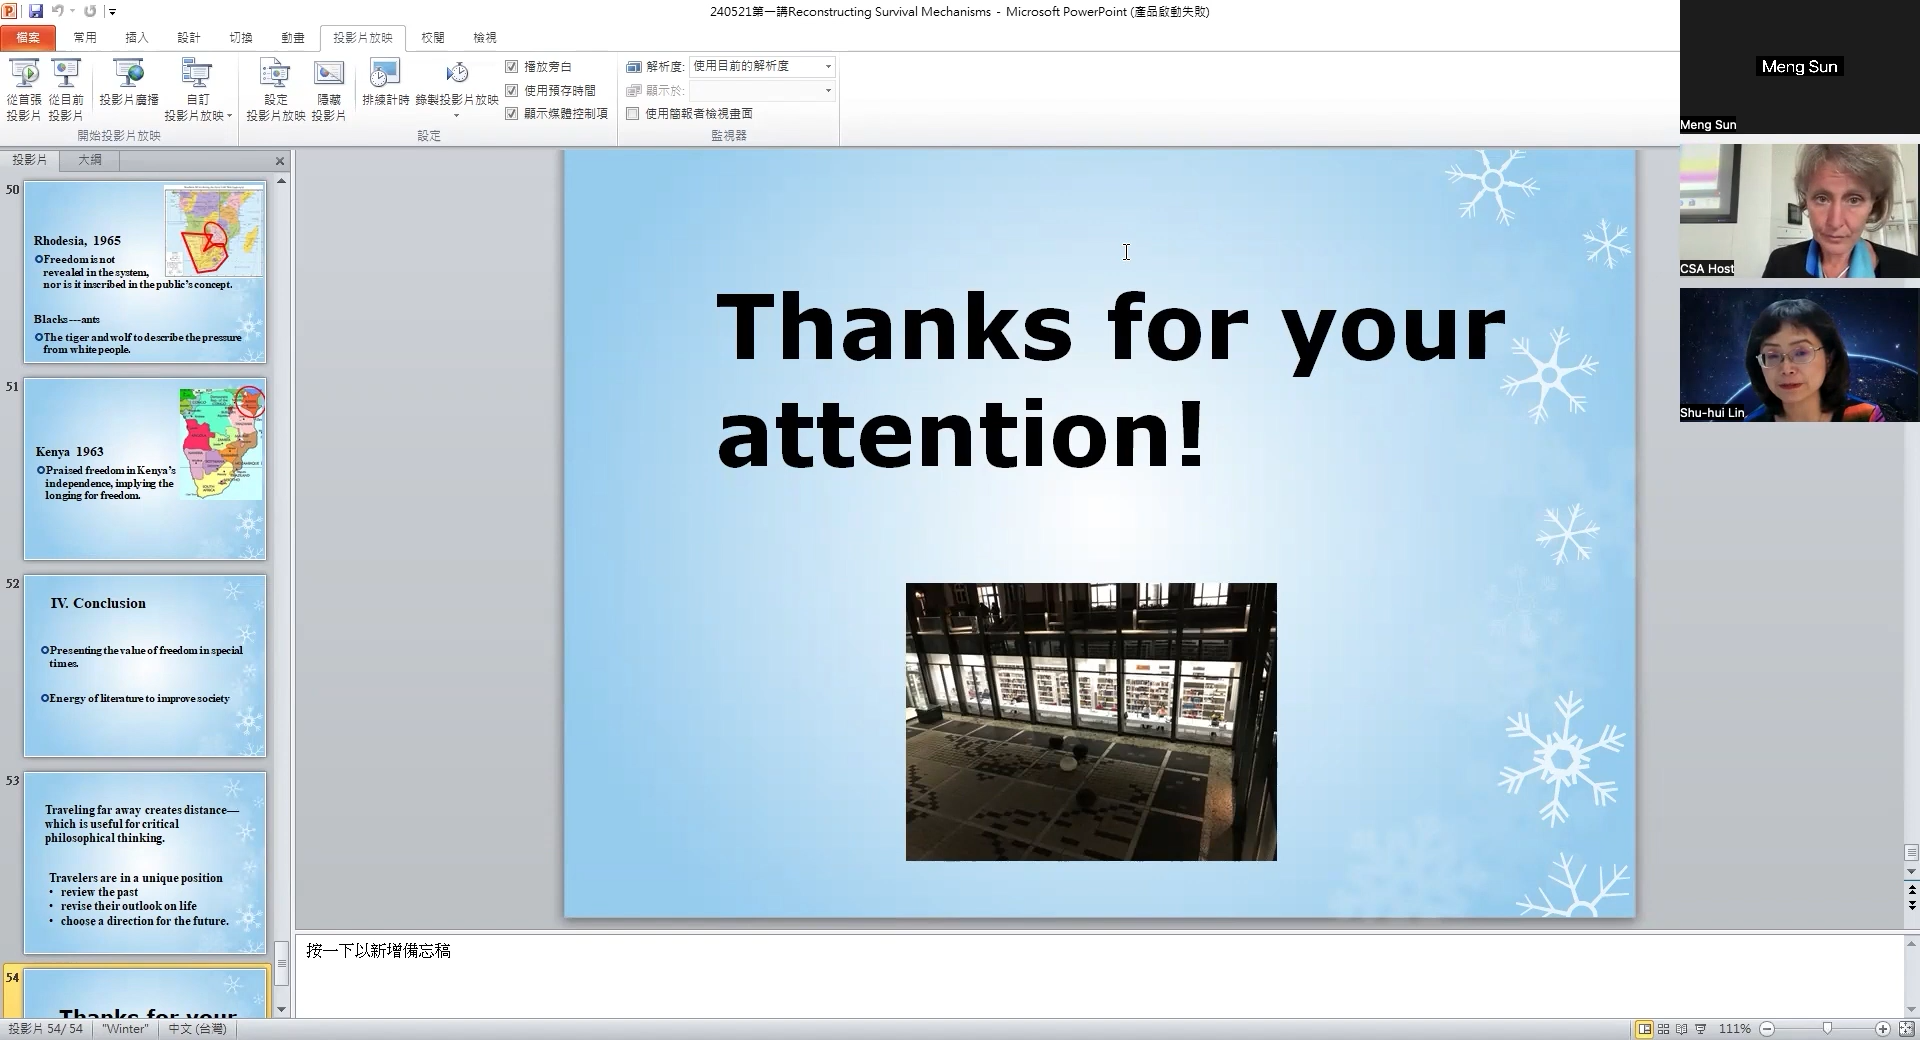 240521第一講Reconstructing Survival Mechanisms - Microsoft PowerPoint (產品啟動失敗)
檔案 常用 插入 設計 切換 動畫 投影片放映 校閱 檢視
從首張投影片
從目前投影片
投影片廣播
自訂投影片放映
開始投影片放映
設定投影片放映
隱藏投影片
排練計時
錄製投影片放映
播放旁白
使用預存時間
顯示媒體控制項
設定
解析度: 使用目前的解析度
顯示於:
使用簡報者檢視畫面
監視器
Meng Sun
Meng Sun
CSA Host
Shu-hui Lin
投影片 大綱
50
Rhodesia, 1965
Freedom is not
revealed in the system,
nor is it inscribed in the public's concept.
Blacks---ants
The tiger and wolf to describe the pressure
from white people.
51
Kenya 1963
Praised freedom in Kenya's
independence, implying the
longing for freedom.
52
IV. Conclusion
Presenting the value of freedom in special
times.
Energy of literature to improve society
53
Traveling far away creates distance—
which is useful for critical
philosophical thinking.
Travelers are in a unique position
• review the past
• revise their outlook on life
• choose a direction for the future.
54
Thanks for your
Thanks for your
attention!
按一下以新增備忘稿
投影片 54/ 54 "Winter" 中文 (台灣) 111%